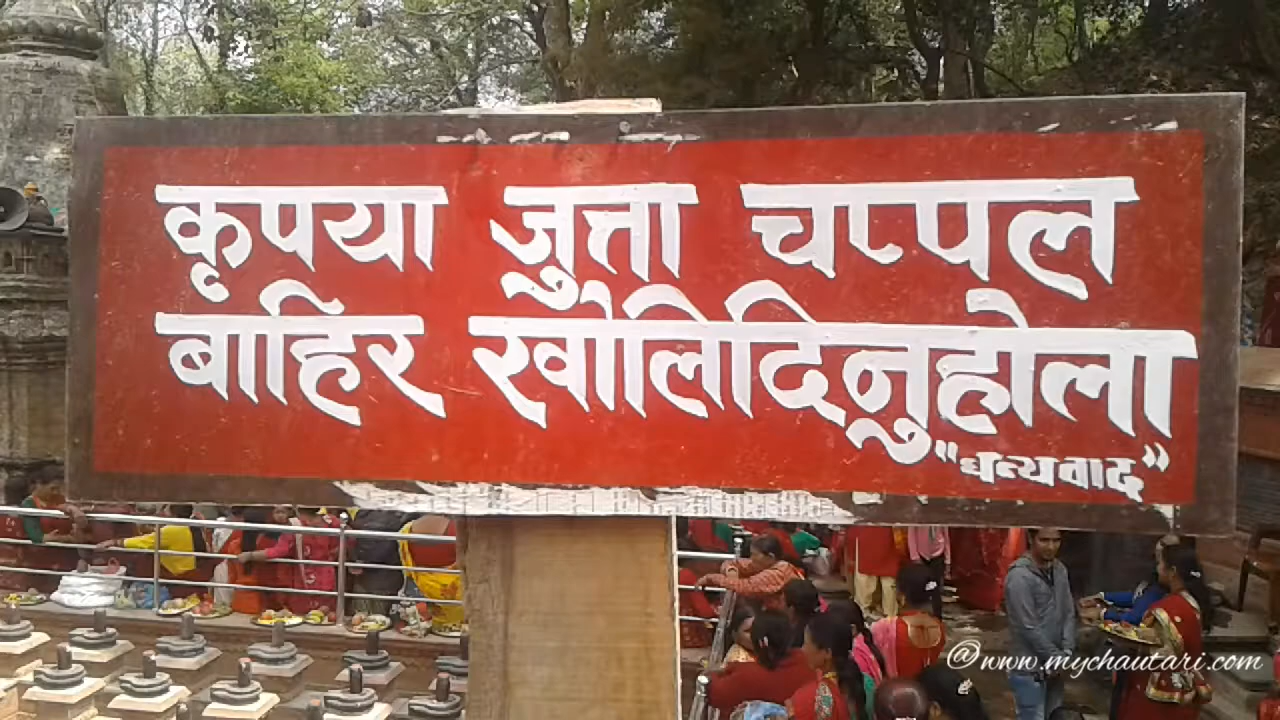 कृपया जुत्ता चप्पल
बाहिर खोलिदिनुहोला
"धन्यवाद"
@www.mychautari.com